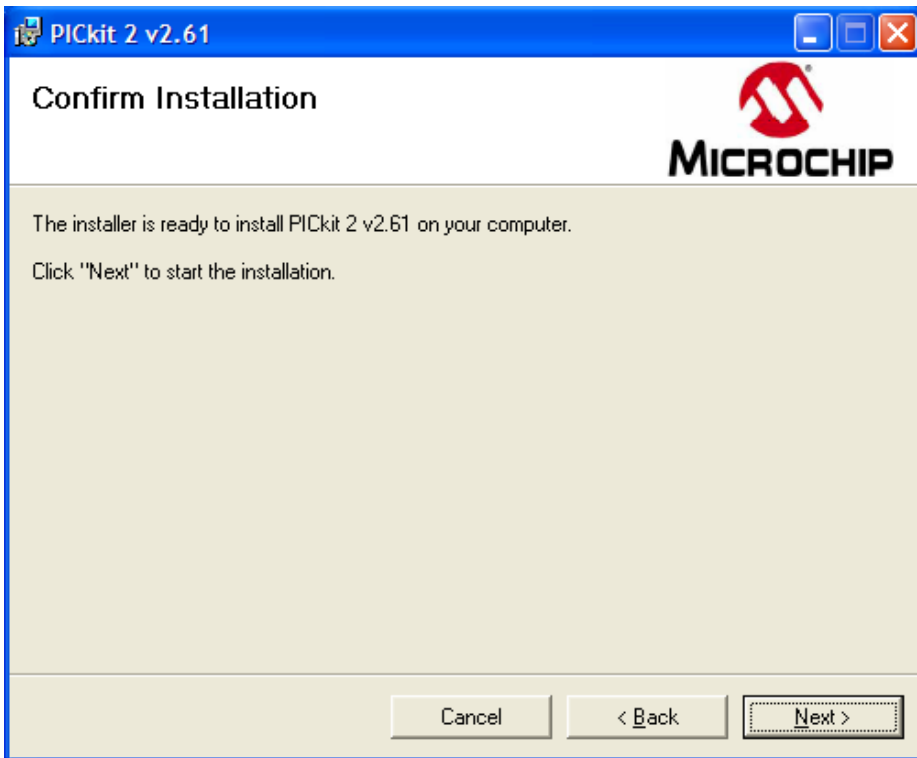 PICkit 2 v2.61
Confirm Installation
MICROCHIP
The installer is ready to install PICkit 2 v2.61 on your computer.
Click "Next" to start the installation.
Cancel
< Back
Next >